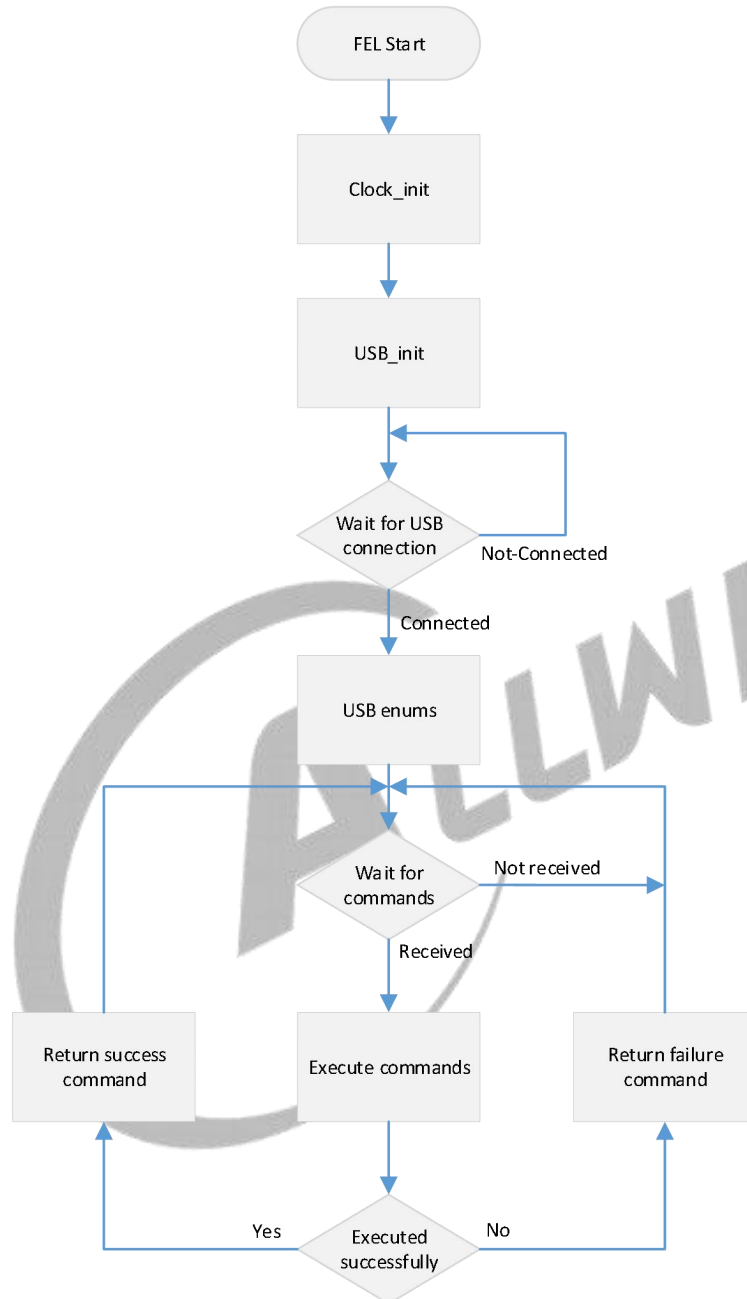 FEL Start
Clock_init
USB_init
Wait for USB
connection
Not-Connected
Connected
USB enums
Wait for
commands
Not received
Received
Return success
command
Execute commands
Return failure
command
Yes
Executed
successfully
No
ALLW